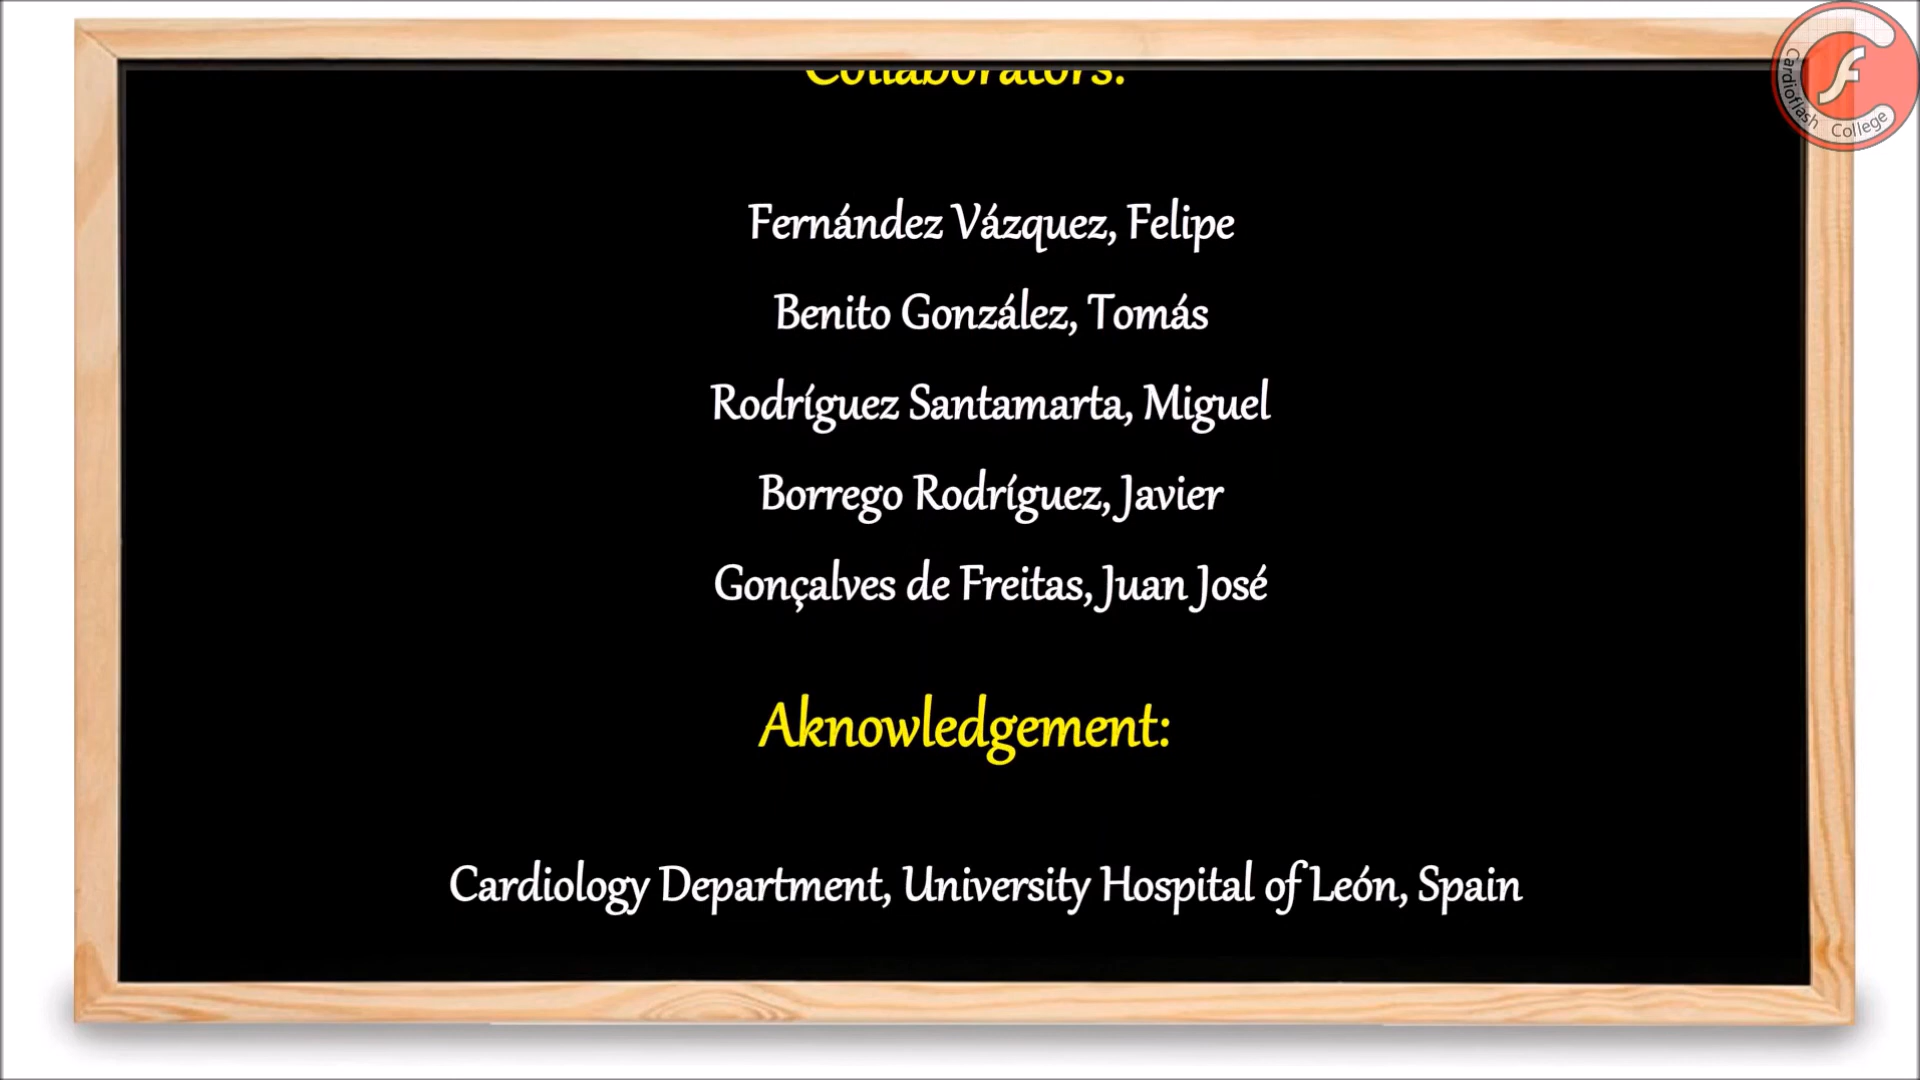 Collaborators:
Fernández Vázquez, Felipe
Benito González, Tomás
Rodríguez Santamarta, Miguel
Borrego Rodríguez, Javier
Gonçalves de Freitas, Juan José
Aknowledgement:
Cardiology Department, University Hospital of León, Spain
f
Cardioflash College